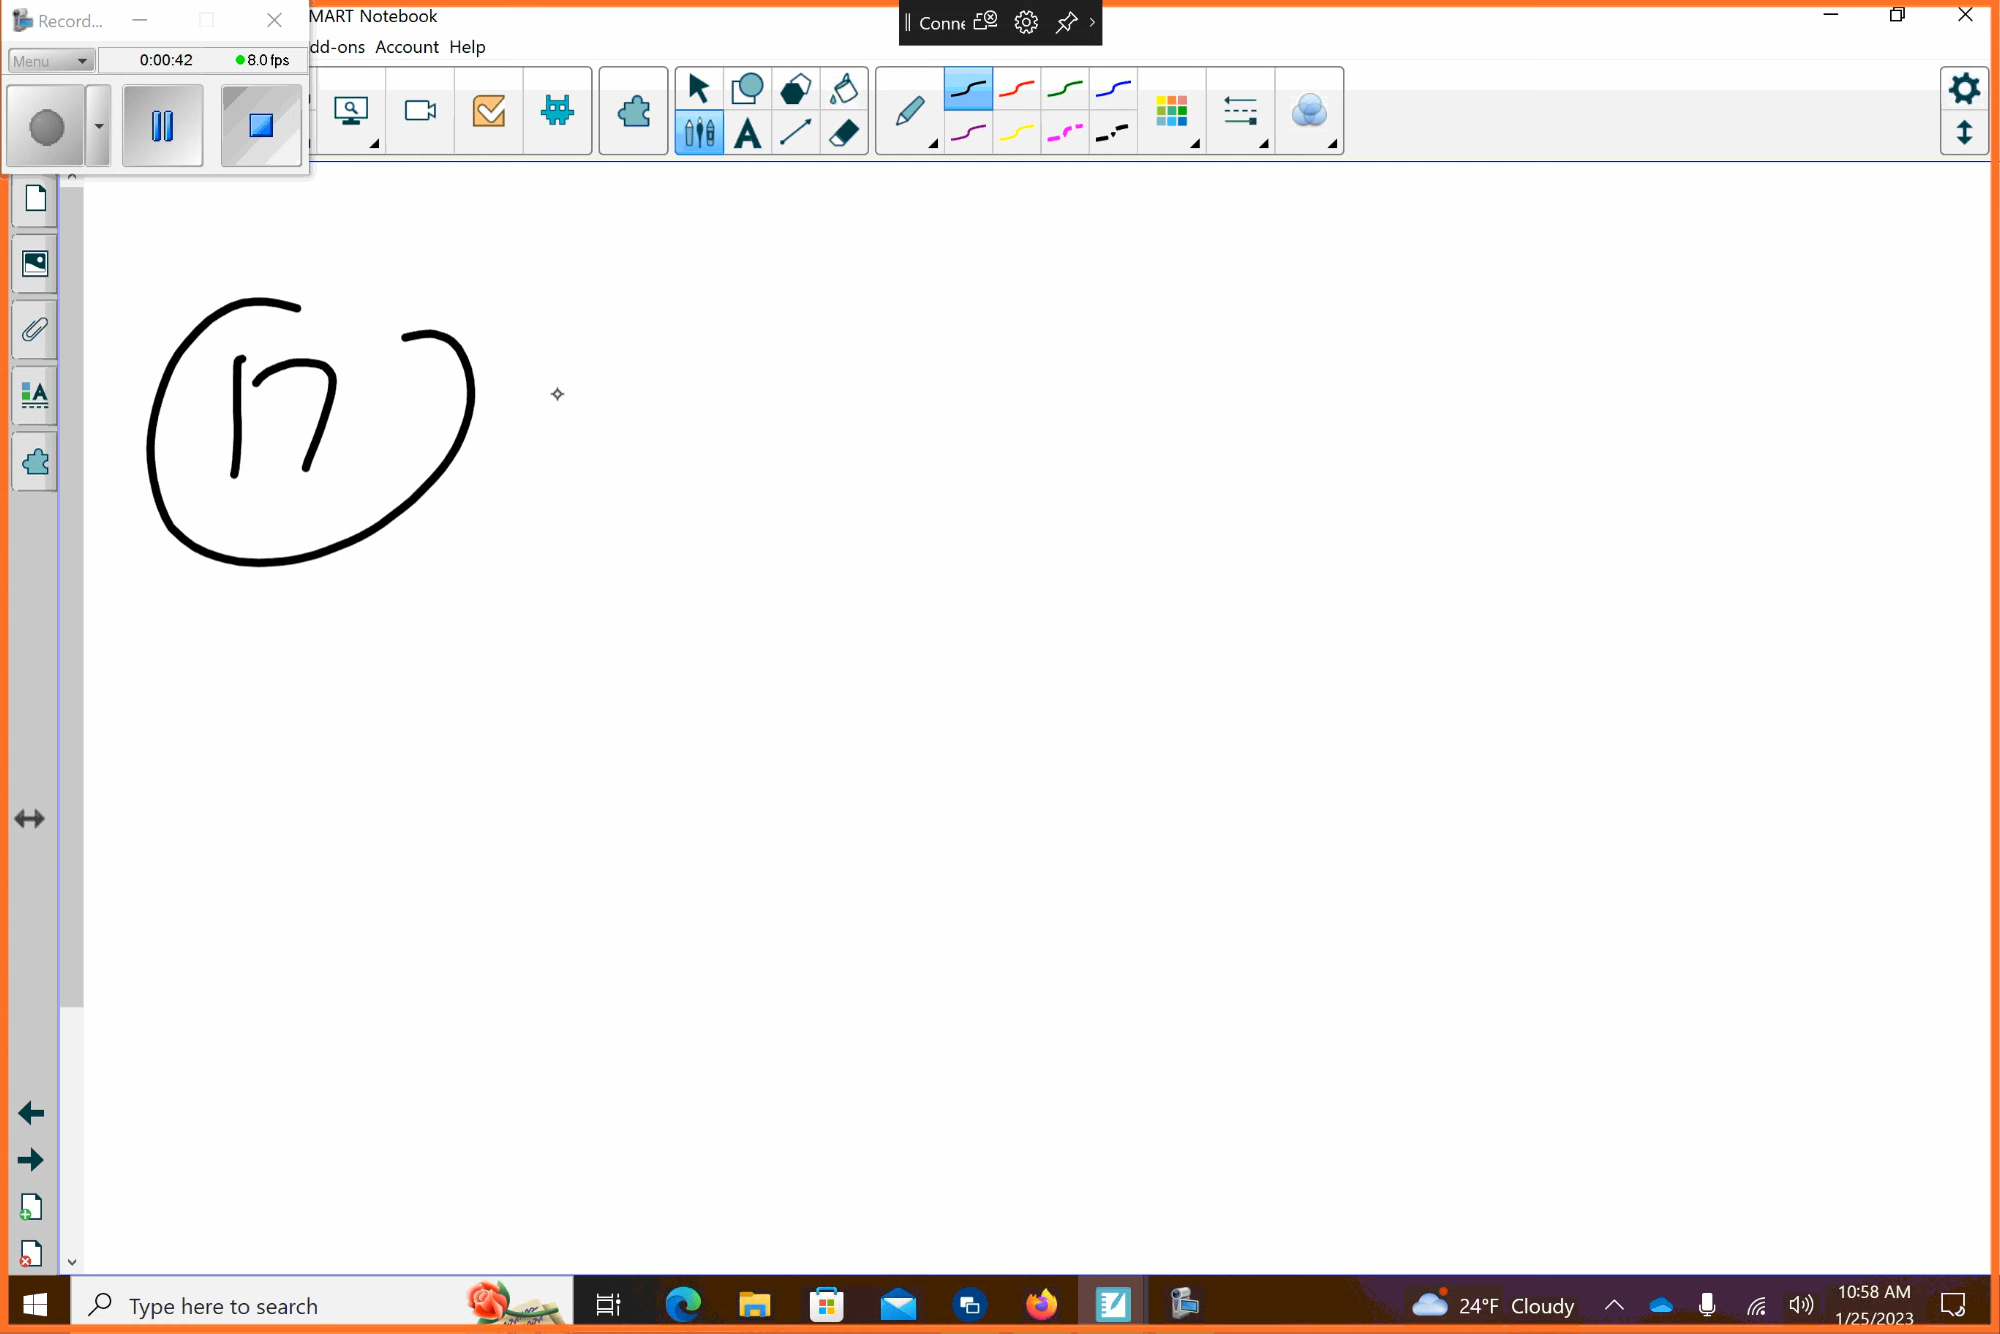 Record...
MART Notebook
Conne
Menu
0:00:42
8.0 fps
dd-ons Account Help
17
Type here to search
24°F Cloudy
10:58 AM
1/25/2023